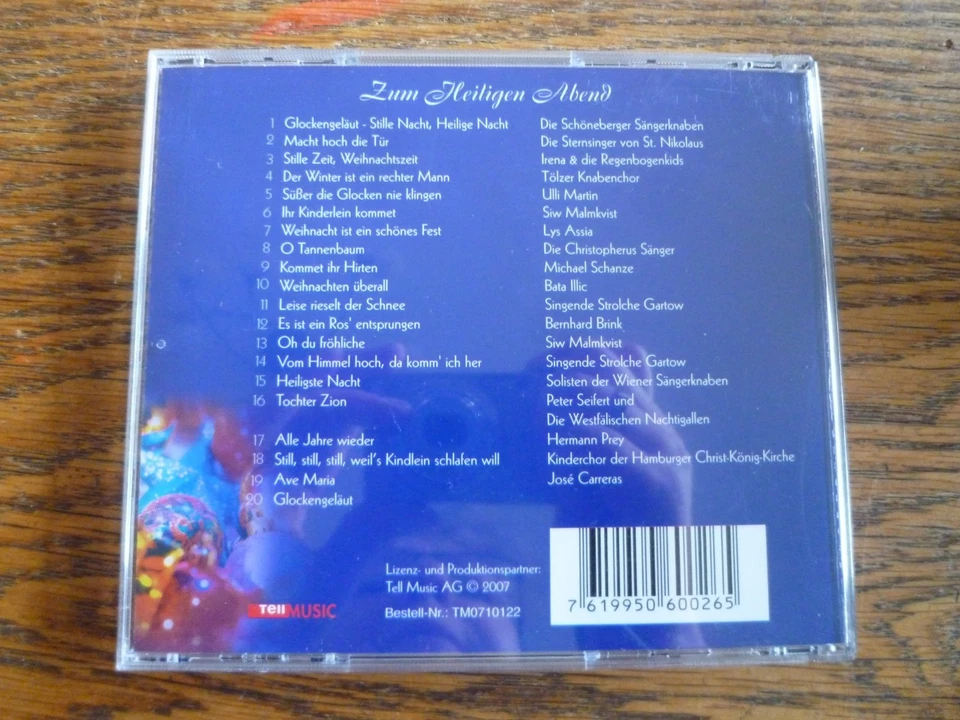 Zum Heiligen Abend
1 Glockengeläut - Stille Nacht, Heilige Nacht Die Schöneberger Sängerknaben
2 Macht hoch die Tür Die Sternsinger von St. Nikolaus
3 Stille Zeit, Weihnachtszeit Irena & die Regenbogenkids
4 Der Winter ist ein rechter Mann Tölzer Knabenchor
5 Süßer die Glocken nie klingen Ulli Martin
6 Ihr Kinderlein kommet Siw Malmkvist
7 Weihnacht ist ein schönes Fest Lys Assia
8 O Tannenbaum Die Christopherus Sänger
9 Kommet ihr Hirten Michael Schanze
10 Weihnachten überall Bata Illic
11 Leise rieselt der Schnee Singende Strolche Gartow
12 Es ist ein Ros' entsprungen Bernhard Brink
13 Oh du fröhliche Siw Malmkvist
14 Vom Himmel hoch, da komm' ich her Singende Strolche Gartow
15 Heiligste Nacht Solisten der Wiener Sängerknaben
16 Tochter Zion Peter Seifert und
Die Westfälischen Nachtigallen
17 Alle Jahre wieder Hermann Prey
18 Still, still, still, weil's Kindlein schlafen will Kinderchor der Hamburger Christ-König-Kirche
19 Ave Maria José Carreras
20 Glockengeläut
Lizenz- und Produktionspartner:
Tell Music AG © 2007
Bestell-Nr.: TM0710122
Tell MUSIC
7 619950 600265